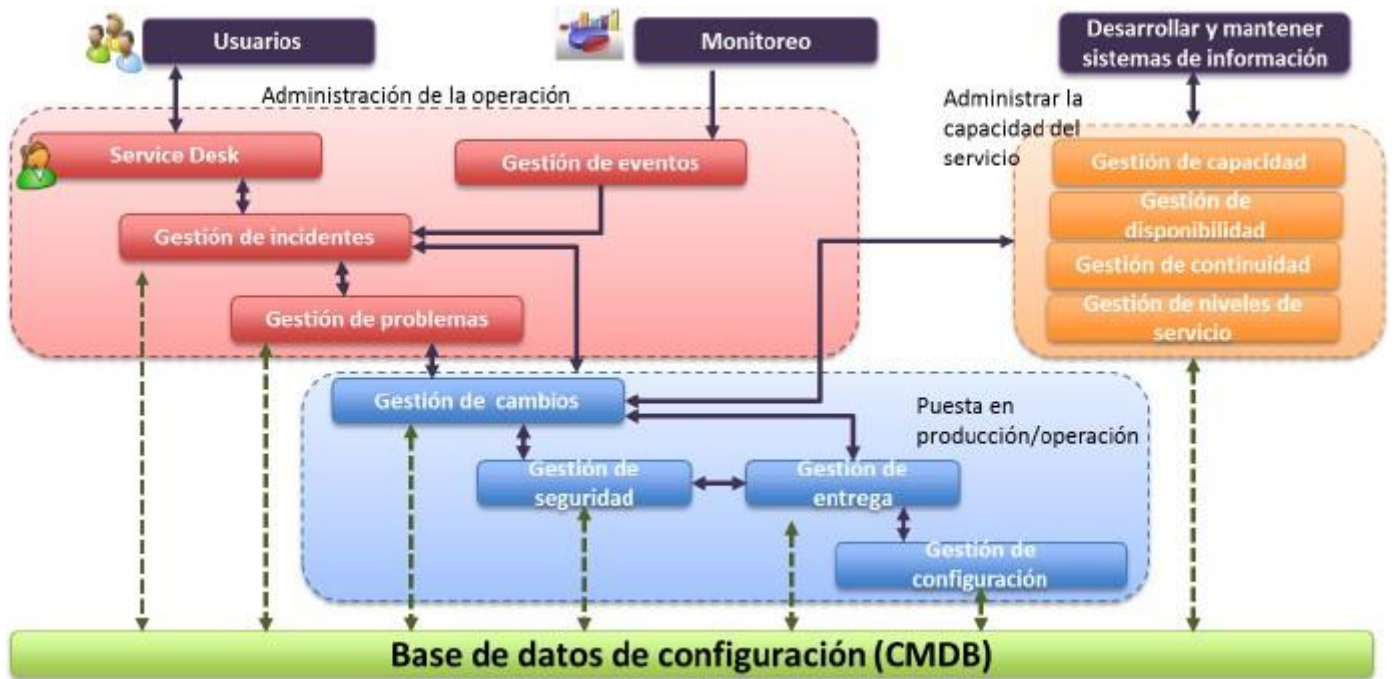 Usuarios
Monitoreo
Desarrollar y mantener
sistemas de información
Administración de la operación
Administrar la
capacidad del
servicio
Service Desk
Gestión de eventos
Gestión de capacidad
Gestión de incidentes
Gestión de
disponibilidad
Gestión de continuidad
Gestión de problemas
Gestión de niveles de
servicio
Gestión de cambios
Puesta en
producción/operación
Gestión de
seguridad
Gestión de
entrega
Gestión de
configuración
Base de datos de configuración (CMDB)